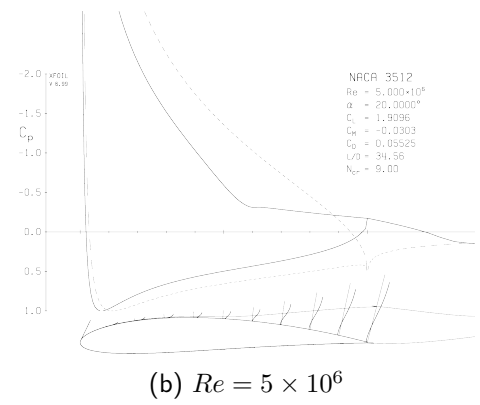 -2.0
XFOIL
V 6.99
NACA 3512
Re = 5.000×10⁶
α = 20.0000°
-1.5
C_L = 1.9096
C_p
C_M = -0.0303
-1.0
C_D = 0.05525
L/D = 34.56
N_cr = 9.00
-0.5
0.0
0.5
1.0
(b) Re = 5 × 10⁶